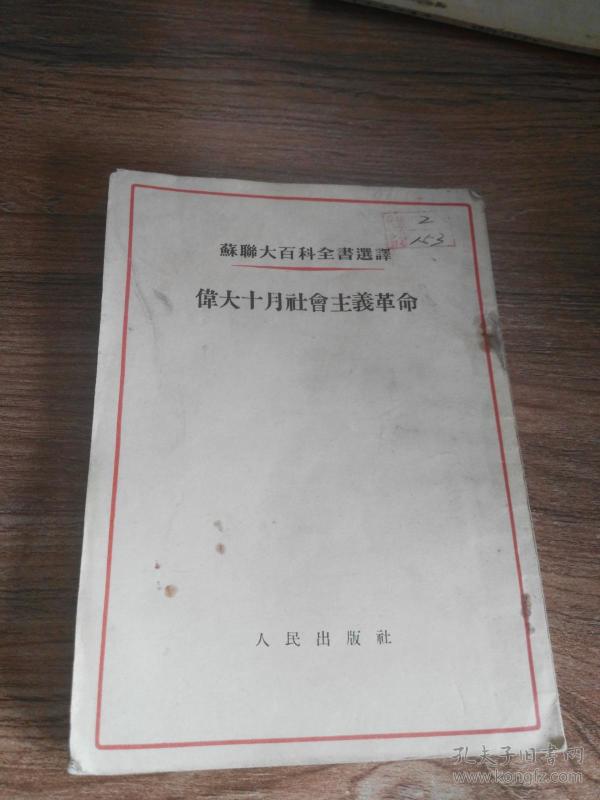 2
153
蘇聯大百科全書選譯
偉大十月社會主義革命
人民出版社
孔夫子旧书网
www.kongfz.com